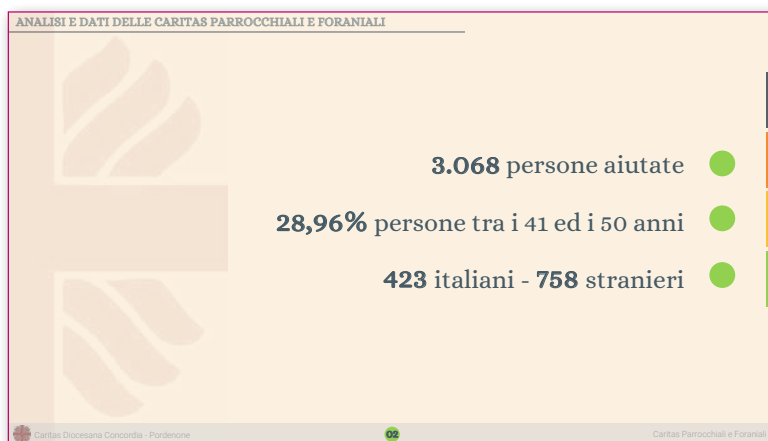 ANALISI E DATI DELLE CARITAS PARROCCHIALI E FORANIALI
3.068 persone aiutate
28,96% persone tra i 41 ed i 50 anni
423 italiani - 758 stranieri
Caritas Diocesana Concordia - Pordenone
02
Caritas Parrocchiali e Foraniali